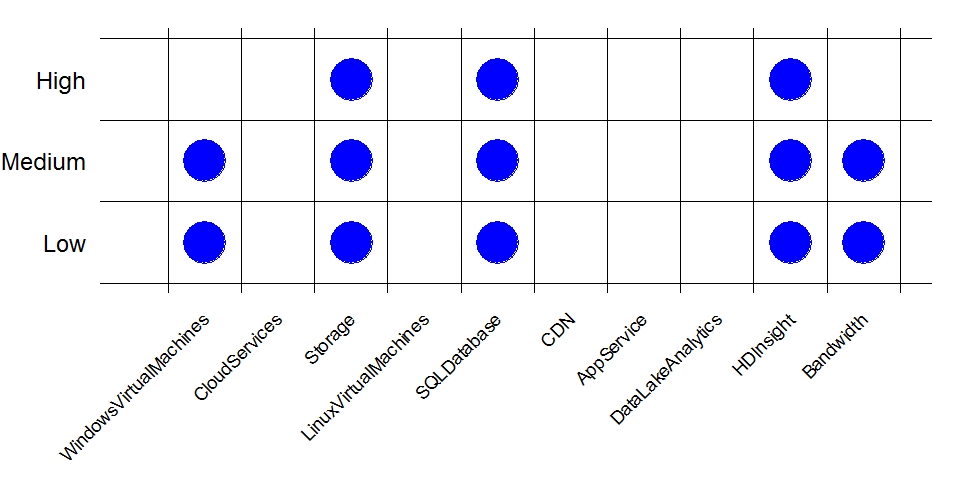 High
Medium
Low
WindowsVirtualMachines
CloudServices
Storage
LinuxVirtualMachines
SQLDatabase
CDN
AppService
DataLakeAnalytics
HDInsight
Bandwidth